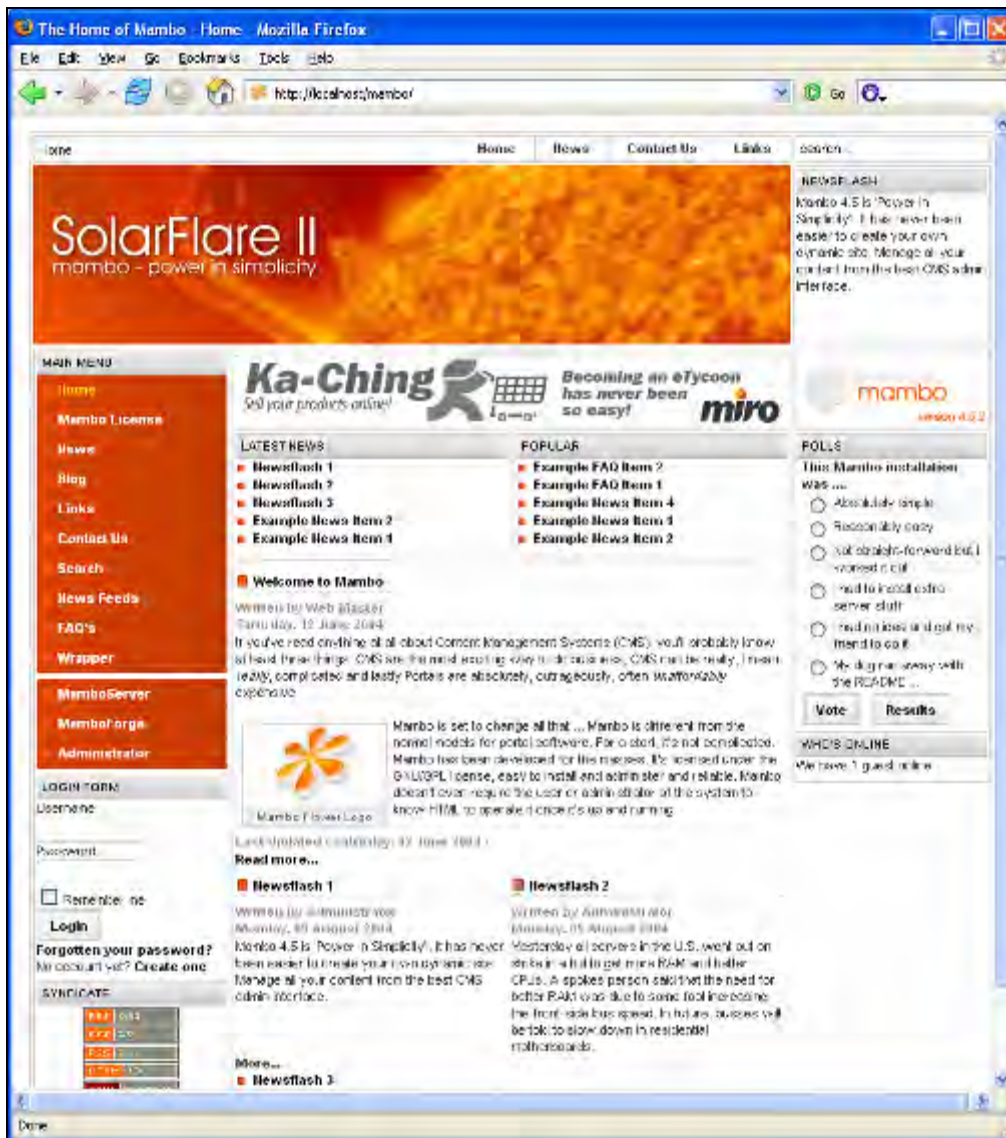 The Home of Mambo - Home - Mozilla Firefox
File Edit View Go Bookmarks Tools Help
http://localhost/mambo/
Go
Home
Home News Contact Us Links
search...
SolarFlare II
mambo - power in simplicity
NEWSFLASH
Mambo 4.5 is 'Power in
Simplicity'. It has never been
easier to create your own
dynamic site. Manage all your
content from the best CMS admin
interface.
MAIN MENU
Home
Mambo License
News
Blog
Links
Contact Us
Search
News Feeds
FAQ's
Wrapper
MamboServer
MamboForge
Administrator
LOGIN FORM
Username
Password
Remember me
Login
Forgotten your password?
No account yet? Create one
SYNDICATE
Ka-Ching
Sell your products online!
Becoming an eTycoon
has never been
so easy!
miro
LATEST NEWS
Newsflash 1
Newsflash 2
Newsflash 3
Example News Item 2
Example News Item 1
POPULAR
Example FAQ Item 2
Example FAQ Item 1
Example News Item 4
Example News Item 1
Example News Item 2
Welcome to Mambo
Written by Web Master
Saturday, 12 June 2004
If you've read anything at all about Content Management Systems (CMS), you'll probably know
at least three things: CMS are the most exciting way to do business, CMS can be really, I mean
really, complicated and lastly Portals are absolutely, outrageously, often unaffordably
expensive
Mambo is set to change all that ... Mambo is different from the
normal models for portal software. For a start, it's not complicated.
Mambo has been developed for the masses. It's licensed under the
GNU/GPL license, easy to install and administer and reliable. Mambo
doesn't even require the user or administrator of the system to
know HTML to operate it once it's up and running.
Mambo Flower Logo
Last Updated ( Saturday, 12 June 2004 )
Read more...
Newsflash 1
Written by Administrator
Monday, 09 August 2004
Mambo 4.5 is 'Power in Simplicity'. It has never
been easier to create your own dynamic site.
Manage all your content from the best CMS
admin interface.
Newsflash 2
Written by Administrator
Monday, 09 August 2004
Yesterday all servers in the U.S. went out on
strike in a bid to get more RAM and better
CPUs. A spokes person said that the need for
better RAM was due to some fool increasing
the front-side bus speed. In future, busses will
be told to slow down in residential
motherboards.
More...
Newsflash 3
mambo
POLLS
This Mambo installation
was ....
Absolutely simple
Reasonably easy
Not straight-forward but I
worked it out
I had to install extra
server stuff
I had no idea and got my
friend to do it
My dog ran away with
the README ...
Vote Results
WHO'S ONLINE
We have 1 guest online
Done